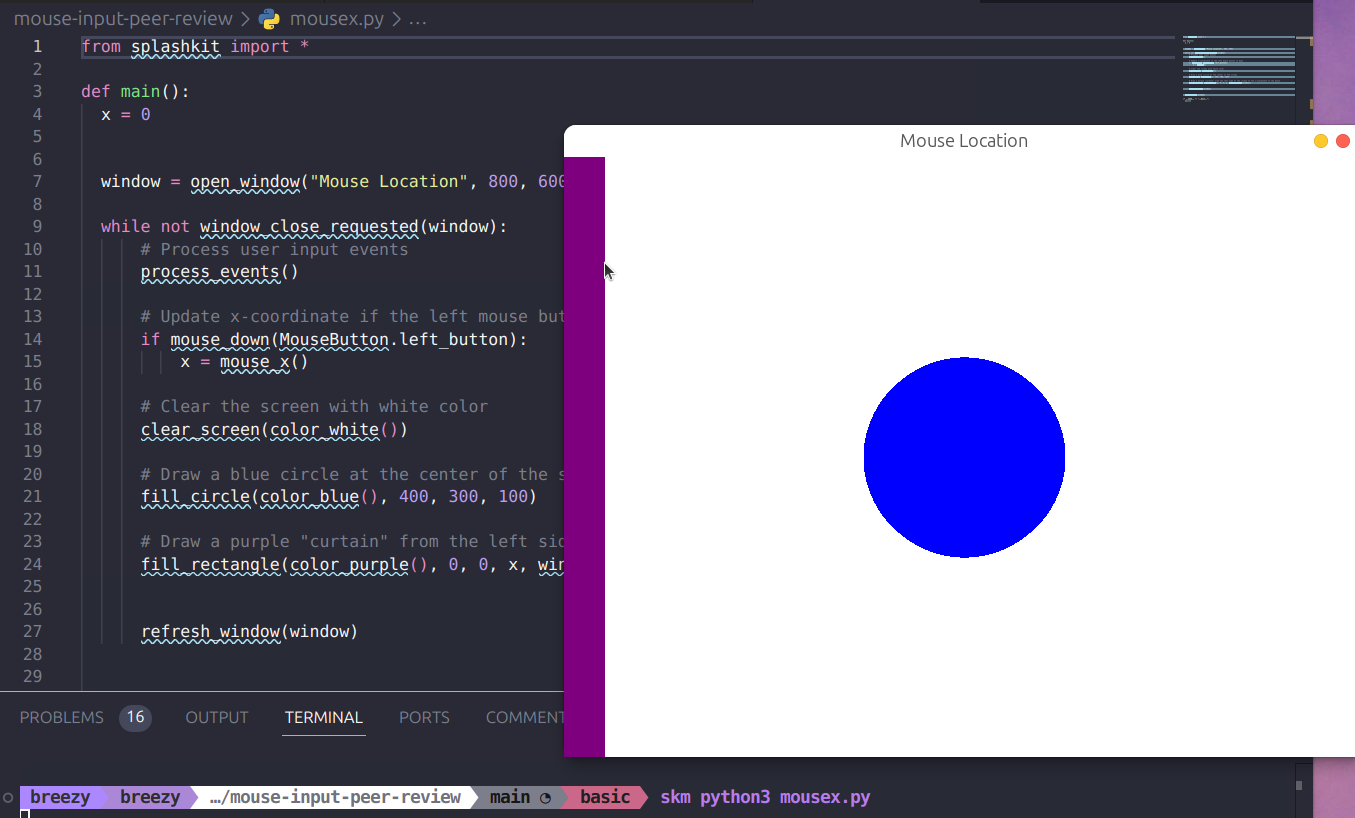 mouse-input-peer-review > mousex.py > ...
1 from splashkit import *
2
3 def main():
4 x = 0
5
6
7 window = open_window("Mouse Location", 800, 600
8
9 while not window_close_requested(window):
10 # Process user input events
11 process_events()
12
13 # Update x-coordinate if the left mouse but
14 if mouse_down(MouseButton.left_button):
15 x = mouse_x()
16
17 # Clear the screen with white color
18 clear_screen(color_white())
19
20 # Draw a blue circle at the center of the s
21 fill_circle(color_blue(), 400, 300, 100)
22
23 # Draw a purple "curtain" from the left sid
24 fill_rectangle(color_purple(), 0, 0, x, win
25
26
27 refresh_window(window)
28
29
Mouse Location
PROBLEMS 16 OUTPUT TERMINAL PORTS COMMENT
breezy breezy …/mouse-input-peer-review main basic skm python3 mousex.py